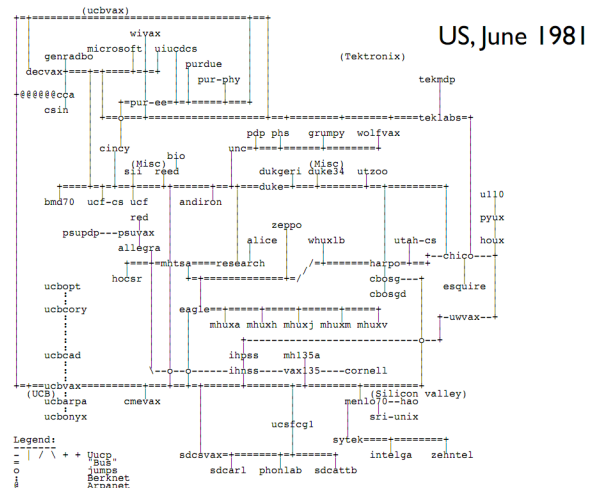 (ucbvax)
US, June 1981
wivax
microsoft uiucdcs
genradbo purdue (Tektronix)
decvax pur-phy tekmdp
@@@@@@cca
csin pur-ee
teklabs
pdp phs grumpy wolfvax
cincy unc
bio
(Misc) (Misc)
sii reed dukgeri duke34 utzoo
duke
bmd70 ucf-cs ucf andiron u110
red pyux
zeppo
psupdp---psuvax alice whuxlb utah-cs houx
allegra chico
mhtsa research harpo
hocsr cbosg
esquire
ucbopt cbosgd
ucbcory eagle
mhuxa mhuxh mhuxj mhuxm mhuxv uwvax
ucbcad ihpss mh135a
ihnss vax135 cornell
ucbvax
(UCB) (Silicon valley)
ucbarpa cmevax menlo70--hao
ucbonyx sri-unix
ucsfcgl
sytek
Legend:
- | / \ + + Uucp sdcsvax intelqa zehntel
= "Bus" sdcarl phonlab sdcattb
o jumps
: Berknet
@ Arpanet